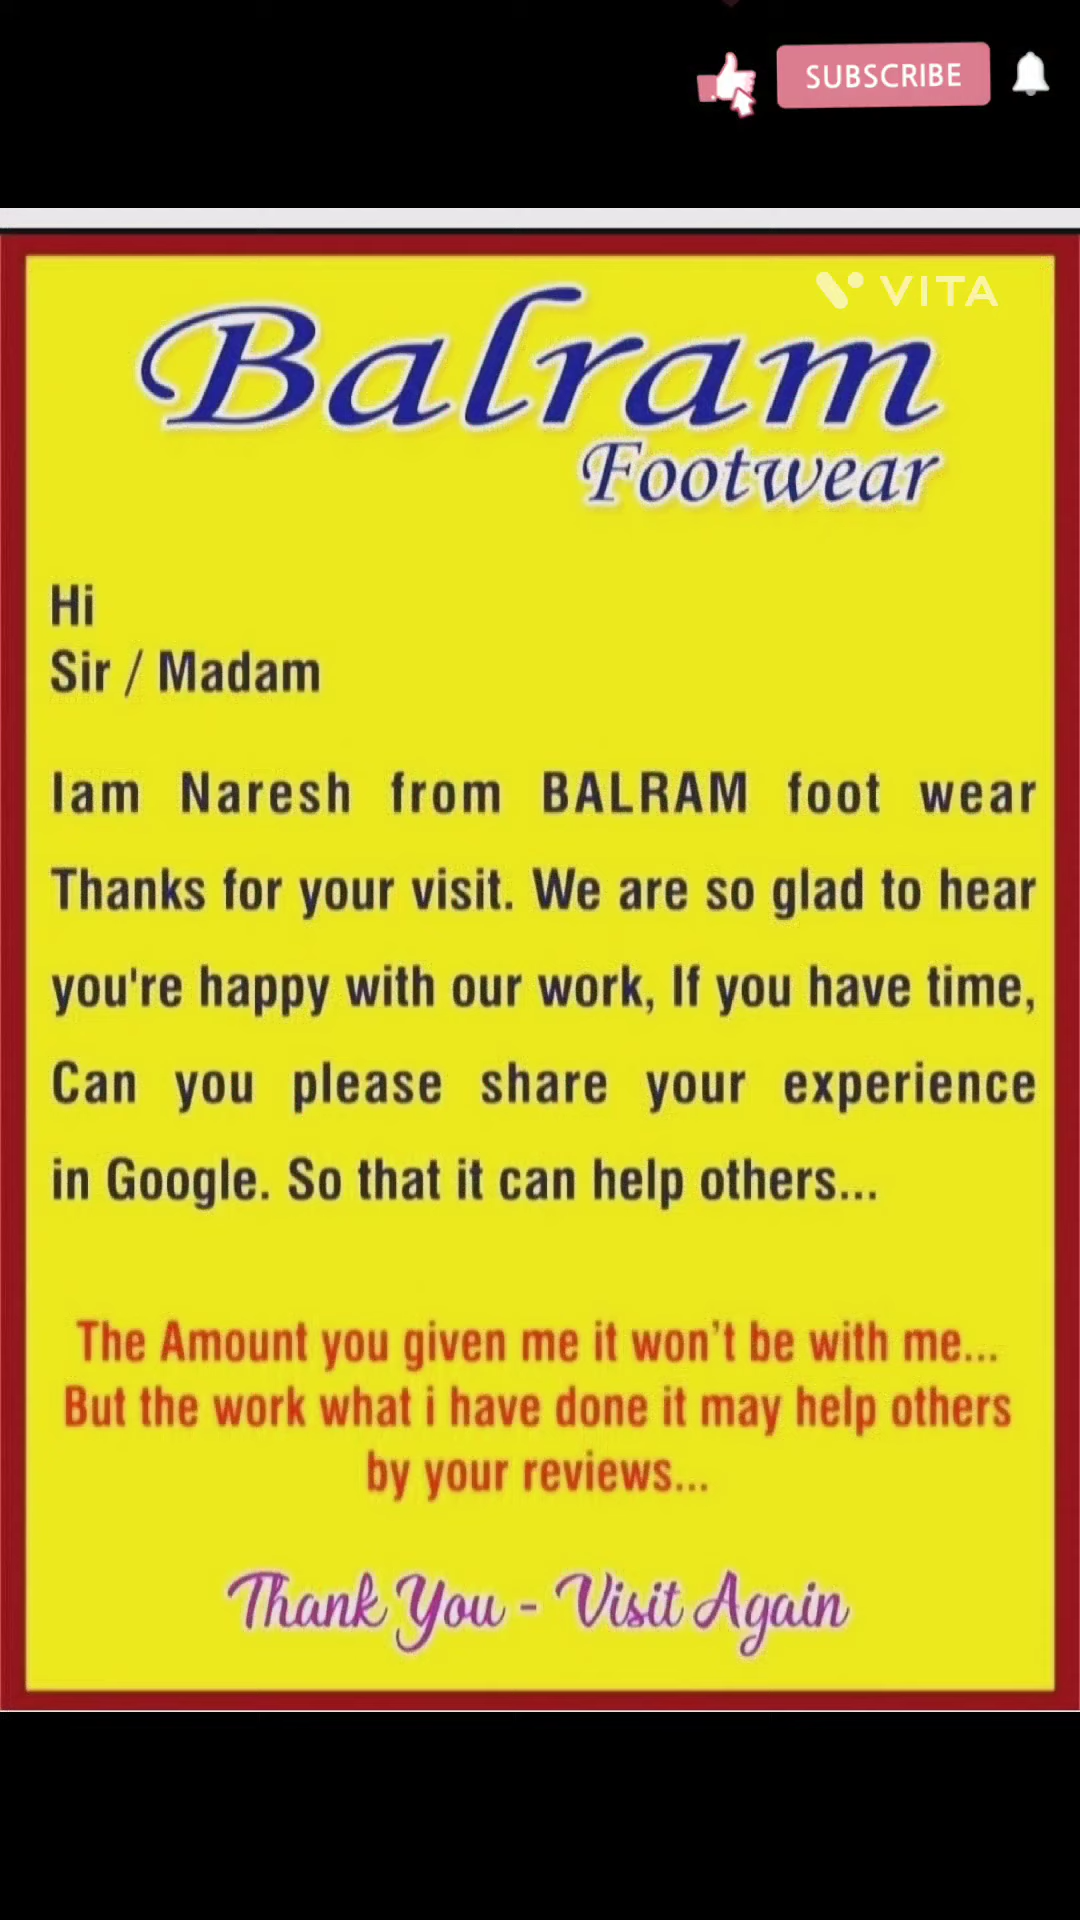 SUBSCRIBE
VITA
Balram
Footwear
Hi
Sir / Madam
Iam Naresh from BALRAM foot wear
Thanks for your visit. We are so glad to hear
you're happy with our work, If you have time,
Can you please share your experience
in Google. So that it can help others...
The Amount you given me it won't be with me...
But the work what i have done it may help others
by your reviews...
Thank You - Visit Again